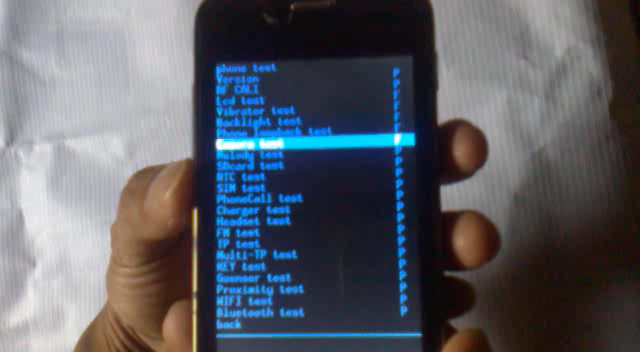 phone test
Version P
RF CALI P
Lcd test F
Vibrator test F
Backlight test F
Phone loopback test F
Camera test F
Melody test P
SDcard test P
RTC test P
SIM test P
PhoneCall test P
Charger test P
Headset test P
FM test P
TP test P
Multi-TP test P
KEY test P
Gsensor test P
Proximity test P
WIFI test P
Bluetooth test P
back